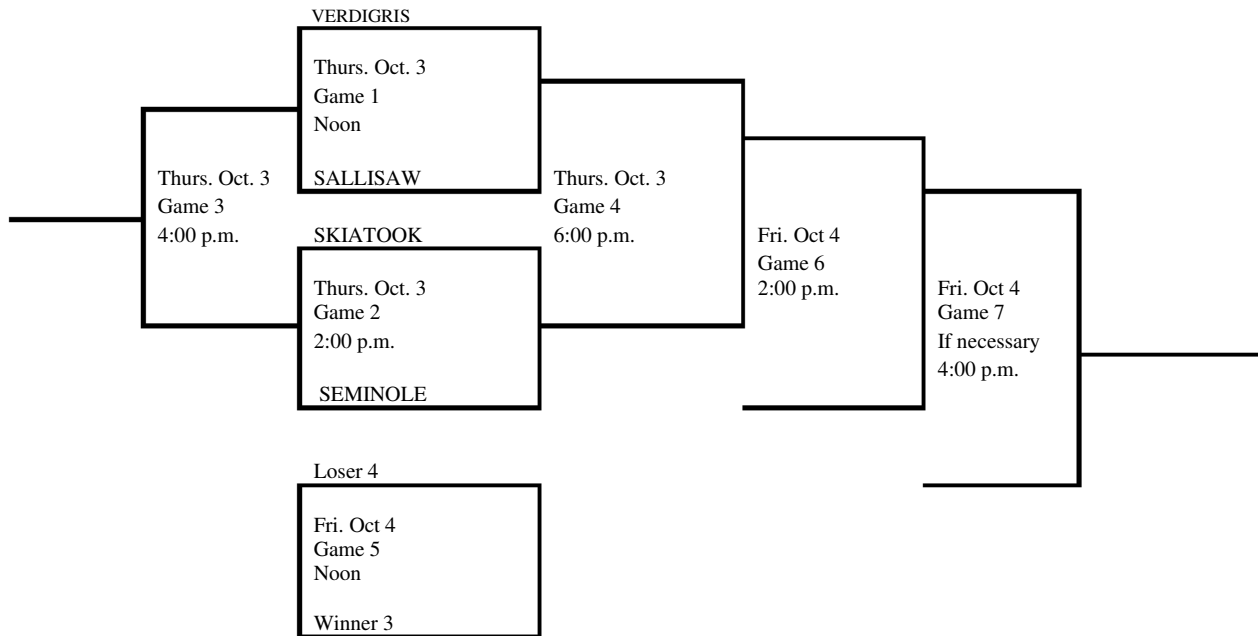 VERDIGRIS
Thurs. Oct. 3
Game 1
Noon
SALLISAW
Thurs. Oct. 3
Game 3
4:00 p.m.
SKIATOOK
Thurs. Oct. 3
Game 2
2:00 p.m.
SEMINOLE
Thurs. Oct. 3
Game 4
6:00 p.m.
Fri. Oct 4
Game 6
2:00 p.m.
Fri. Oct 4
Game 7
If necessary
4:00 p.m.
Loser 4
Fri. Oct 4
Game 5
Noon
Winner 3